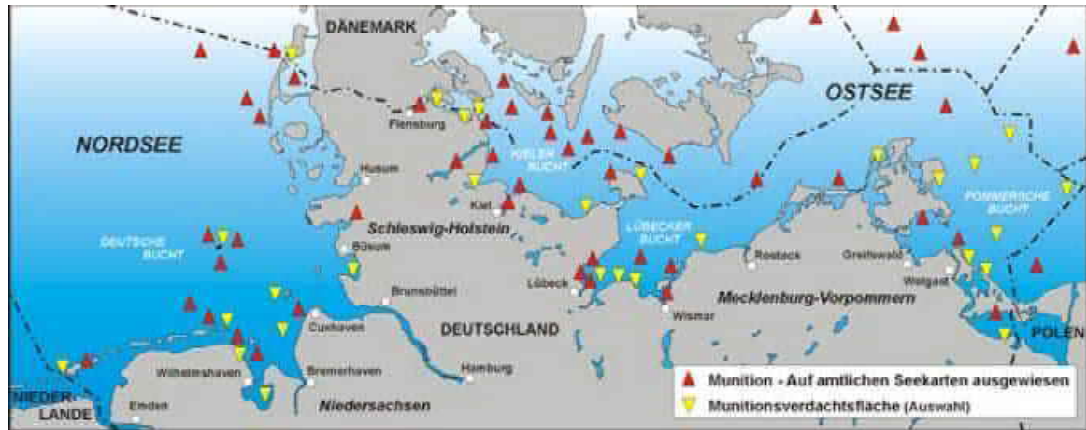 DÄNEMARK
OSTSEE
NORDSEE
Flensburg
KIELER
BUCHT
Husum
POMMERSCHE
BUCHT
Kiel
Schleswig-Holstein
LÜBECKER
BUCHT
DEUTSCHE
BUCHT
Büsum
Rostock
Greifswald
Wolgast
Lübeck
Brunsbüttel
Mecklenburg-Vorpommern
Cuxhaven
DEUTSCHLAND
Wismar
POLEN
Wilhelmshaven
Bremerhaven
Hamburg
NIEDER-
LANDE
Emden
Niedersachsen
Munition - Auf amtlichen Seekarten ausgewiesen
Munitionsverdachtsfläche (Auswahl)